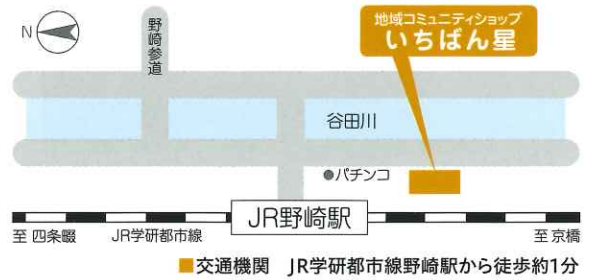 N
野崎参道
地域コミュニティショップ
いちばん星
谷田川
●パチンコ
JR野崎駅
至 四条畷
JR学研都市線
至 京橋
■交通機関 JR学研都市線野崎駅から徒歩約1分